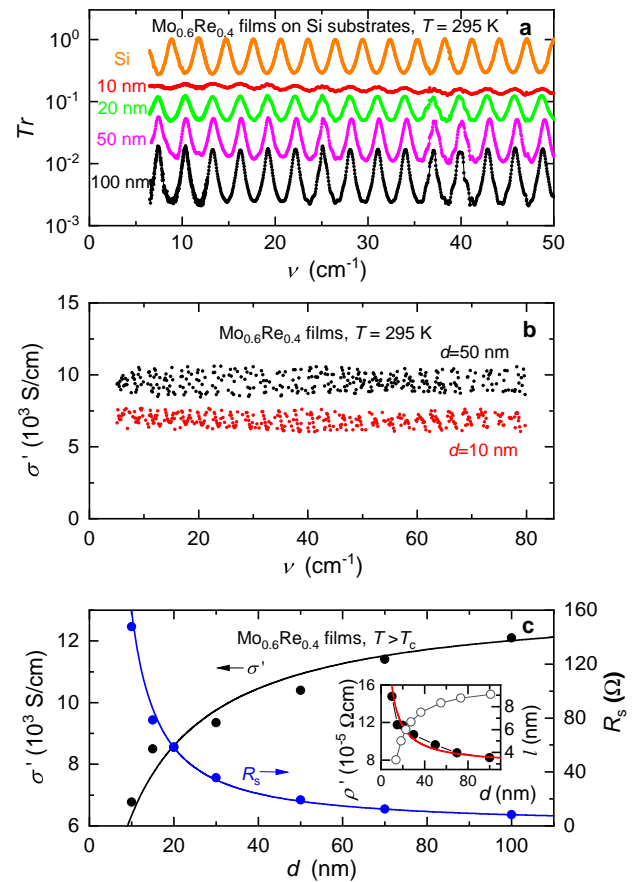 Mo0.6Re0.4 films on Si substrates, T = 295 K
a
10^0
10^-1
10^-2
10^-3
Tr
Si
10 nm
20 nm
50 nm
100 nm
0 10 20 30 40 50
ν (cm^-1)
Mo0.6Re0.4 films, T = 295 K
b
15
10
5
0
σ' (10^3 S/cm)
d=50 nm
d=10 nm
0 20 40 60 80
ν (cm^-1)
Mo0.6Re0.4 films, T >Tc
c
12
10
8
6
σ' (10^3 S/cm)
σ'
Rs
160
120
80
40
0
Rs (Ω)
16
12
8
ρ' (10^-5 Ωcm)
8
6
4
l (nm)
0 30 60 90
0 20 40 60 80 100
d (nm)